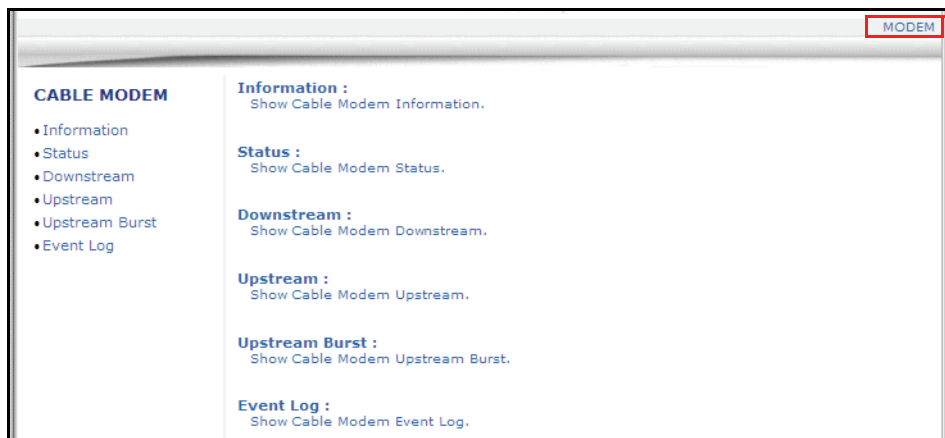 MODEM
CABLE MODEM
Information
Status
Downstream
Upstream
Upstream Burst
Event Log
Information :
Show Cable Modem Information.
Status :
Show Cable Modem Status.
Downstream :
Show Cable Modem Downstream.
Upstream :
Show Cable Modem Upstream.
Upstream Burst :
Show Cable Modem Upstream Burst.
Event Log :
Show Cable Modem Event Log.